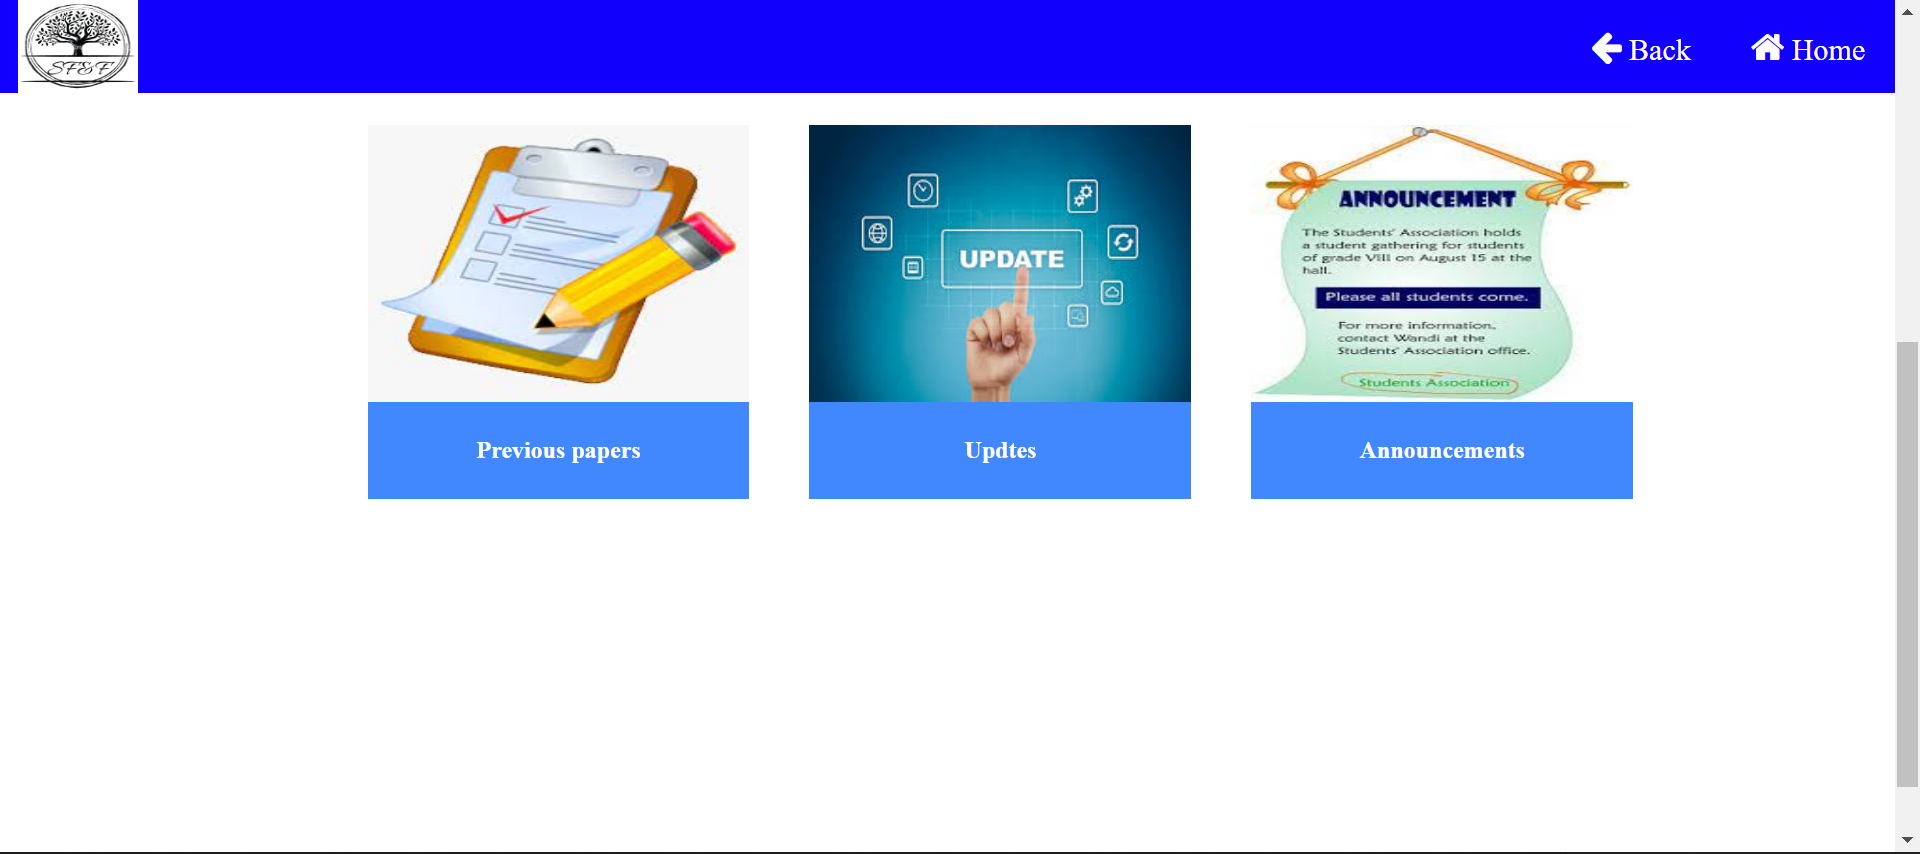 SF&F
Back
Home
UPDATE
ANNOUNCEMENT
The Students' Association holds
a student gathering for students
of grade VIII on August 15 at the
hall.
Please all students come.
For more information,
contact Wandi at the
Students' Association office.
Students Association
Previous papers
Updtes
Announcements